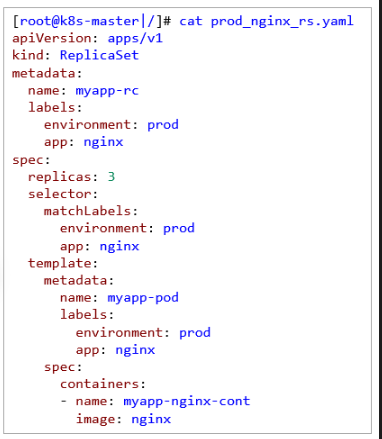 [root@k8s-master|/]# cat prod_nginx_rs.yaml
apiVersion: apps/v1
kind: ReplicaSet
metadata:
  name: myapp-rc
  labels:
    environment: prod
    app: nginx
spec:
  replicas: 3
  selector:
    matchLabels:
      environment: prod
      app: nginx
  template:
    metadata:
      name: myapp-pod
      labels:
        environment: prod
        app: nginx
    spec:
      containers:
      - name: myapp-nginx-cont
        image: nginx